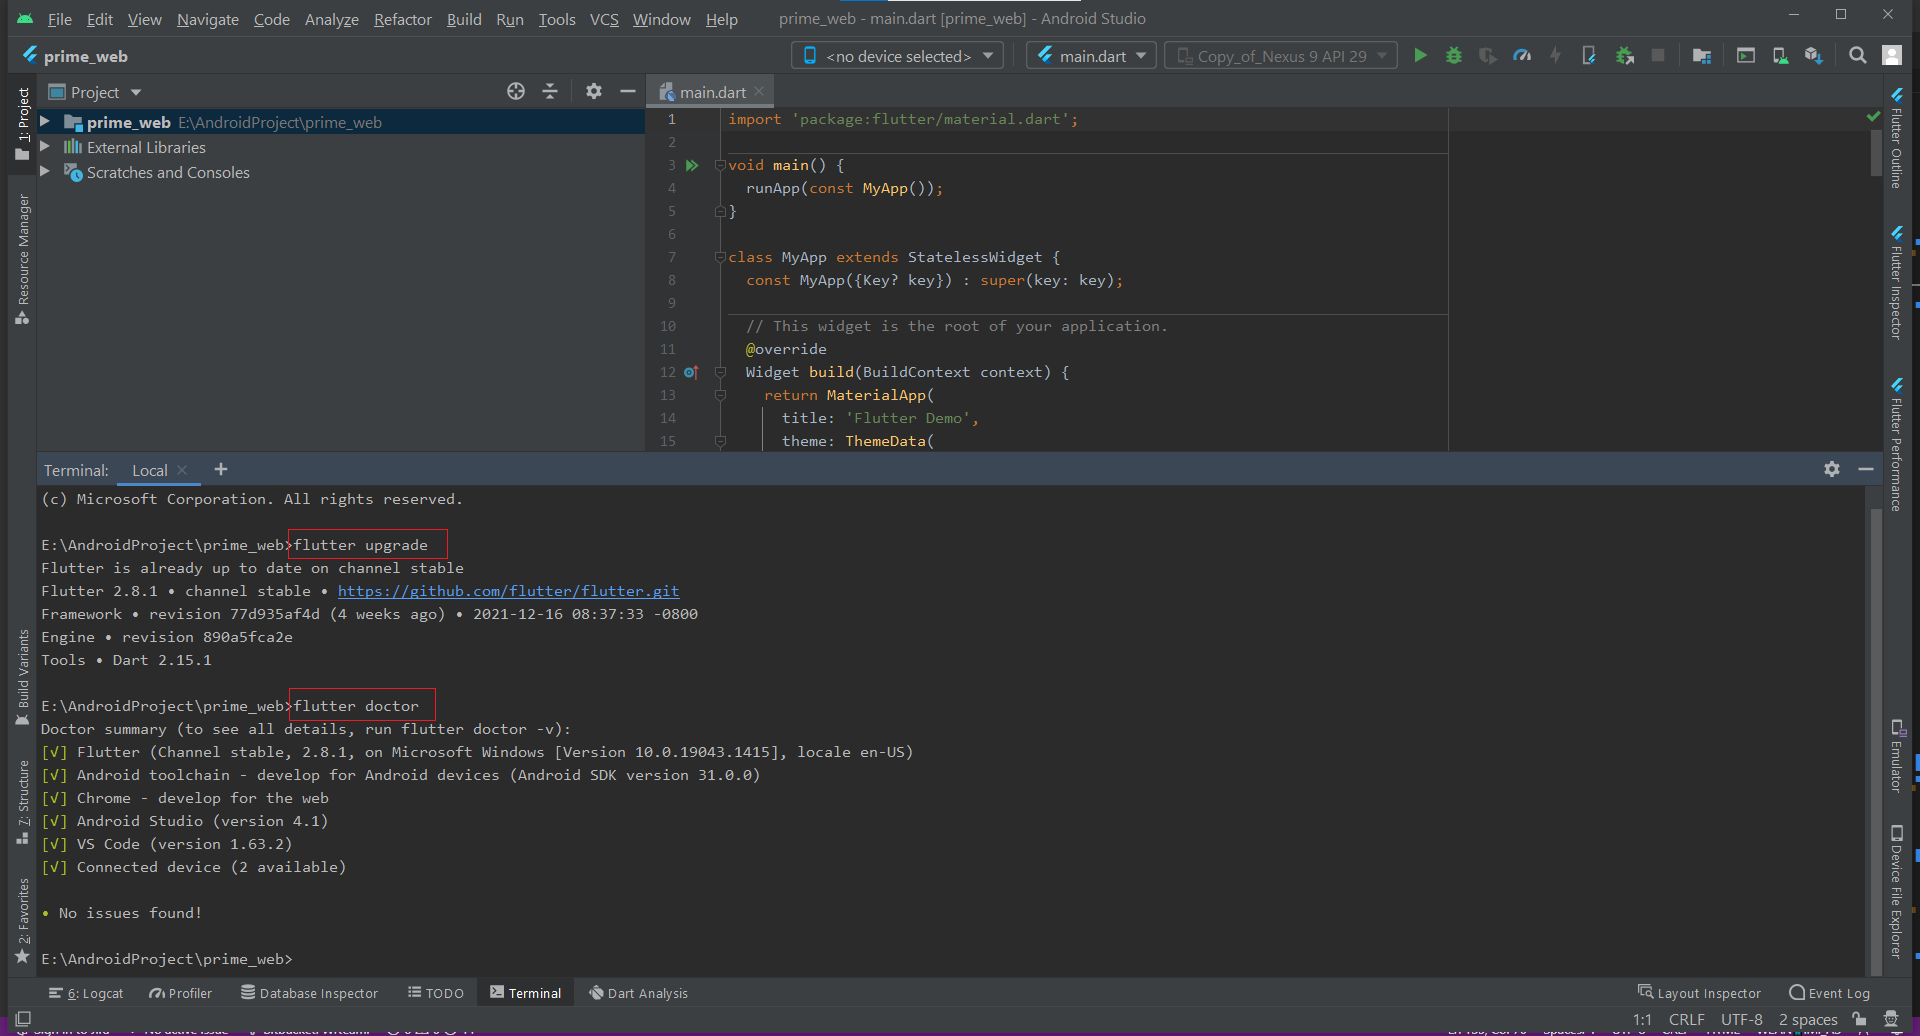 File Edit View Navigate Code Analyze Refactor Build Run Tools VCS Window Help prime_web - main.dart [prime_web] - Android Studio
prime_web <no device selected> main.dart Copy_of_Nexus 9 API 29
Project
main.dart
prime_web E:\AndroidProject\prime_web
External Libraries
Scratches and Consoles
1: Project
Resource Manager
Build Variants
7: Structure
2: Favorites
1 import 'package:flutter/material.dart';
2
3 void main() {
4 runApp(const MyApp());
5 }
6
7 class MyApp extends StatelessWidget {
8 const MyApp({Key? key}) : super(key: key);
9
10 // This widget is the root of your application.
11 @override
12 Widget build(BuildContext context) {
13 return MaterialApp(
14 title: 'Flutter Demo',
15 theme: ThemeData(
Flutter Outline
Flutter Inspector
Flutter Performance
Emulator
Device File Explorer
Terminal: Local
(c) Microsoft Corporation. All rights reserved.
E:\AndroidProject\prime_web>flutter upgrade
Flutter is already up to date on channel stable
Flutter 2.8.1 • channel stable • https://github.com/flutter/flutter.git
Framework • revision 77d935af4d (4 weeks ago) • 2021-12-16 08:37:33 -0800
Engine • revision 890a5fca2e
Tools • Dart 2.15.1
E:\AndroidProject\prime_web>flutter doctor
Doctor summary (to see all details, run flutter doctor -v):
[√] Flutter (Channel stable, 2.8.1, on Microsoft Windows [Version 10.0.19043.1415], locale en-US)
[√] Android toolchain - develop for Android devices (Android SDK version 31.0.0)
[√] Chrome - develop for the web
[√] Android Studio (version 4.1)
[√] VS Code (version 1.63.2)
[√] Connected device (2 available)
• No issues found!
E:\AndroidProject\prime_web>
6: Logcat Profiler Database Inspector TODO Terminal Dart Analysis Layout Inspector Event Log
1:1 CRLF UTF-8 2 spaces